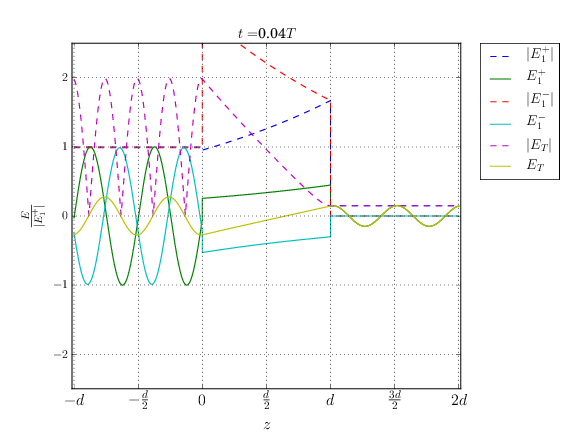 t = 0.04T
2
1
0
−1
−2
E/|E₁⁺|
−d
−d/2
0
d/2
d
3d/2
2d
z
|E₁⁺|
E₁⁺
|E₁⁻|
E₁⁻
|E_T|
E_T